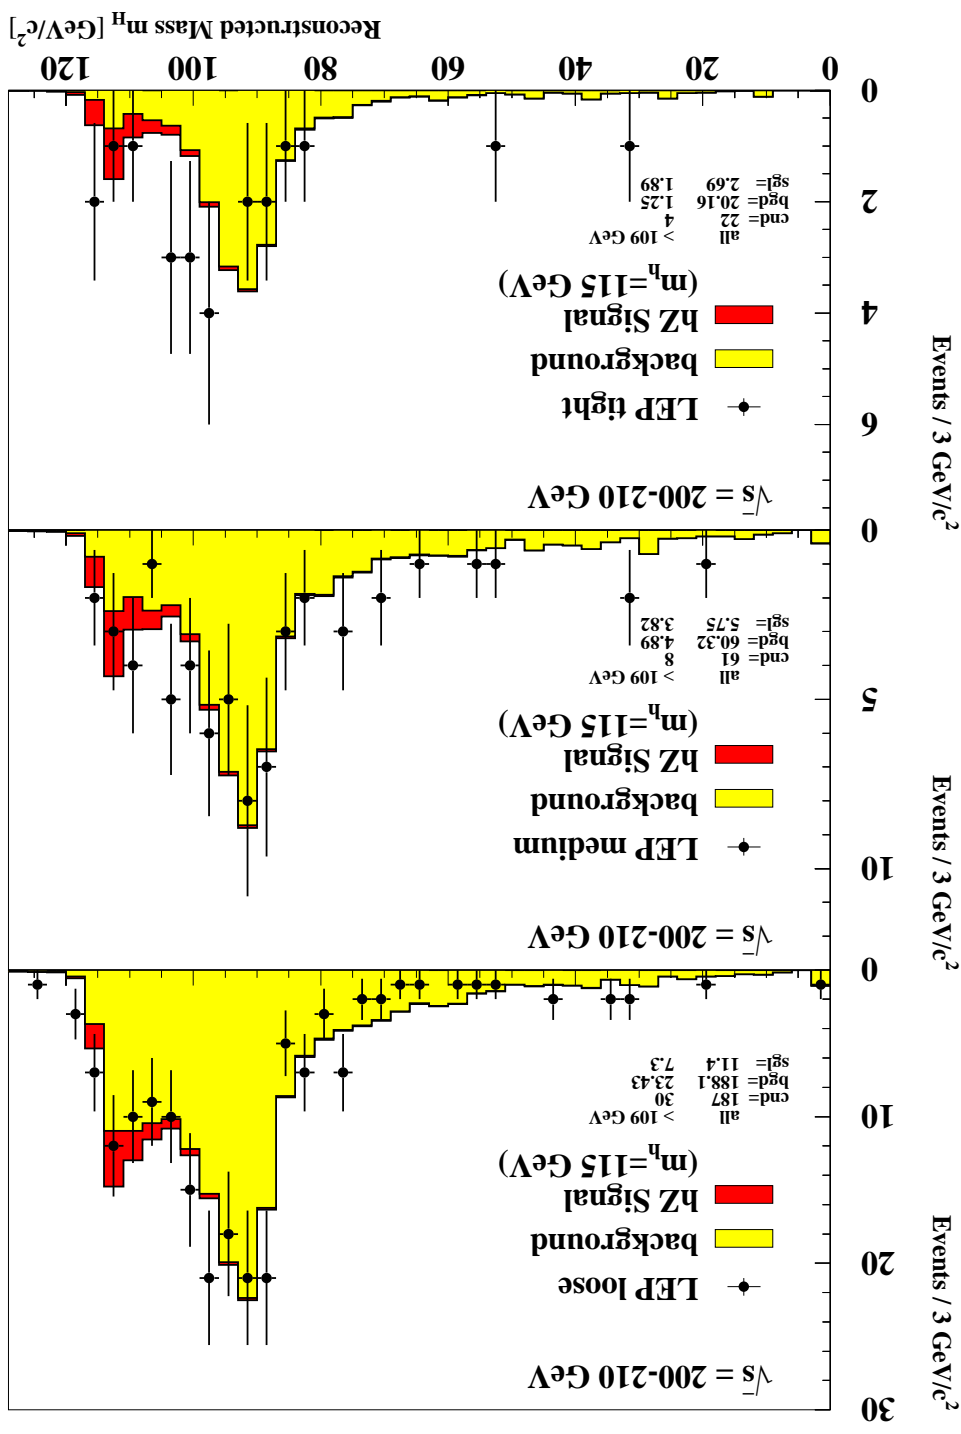 Events / 3 GeV/c²
30
20
10
0
√s = 200-210 GeV
LEP loose
background
hZ Signal
(mₕ=115 GeV)
all > 109 GeV
cnd= 187 30
bgd= 188.1 23.43
sgl= 11.4 7.3
Events / 3 GeV/c²
10
5
0
√s = 200-210 GeV
LEP medium
background
hZ Signal
(mₕ=115 GeV)
all > 109 GeV
cnd= 61 8
bgd= 60.32 4.89
sgl= 5.75 3.82
Events / 3 GeV/c²
6
4
2
0
√s = 200-210 GeV
LEP tight
background
hZ Signal
(mₕ=115 GeV)
all > 109 GeV
cnd= 22 4
bgd= 20.16 1.25
sgl= 2.69 1.89
0 20 40 60 80 100 120
Reconstructed Mass m_H [GeV/c²]